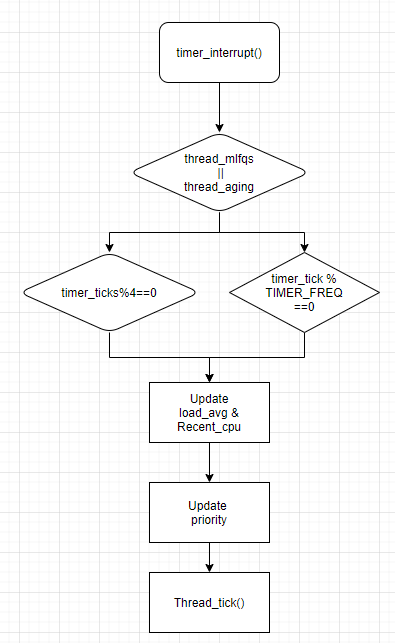 timer_interrupt()
thread_mlfqs
||
thread_aging
timer_ticks%4==0
timer_tick %
TIMER_FREQ
==0
Update
load_avg &
Recent_cpu
Update
priority
Thread_tick()